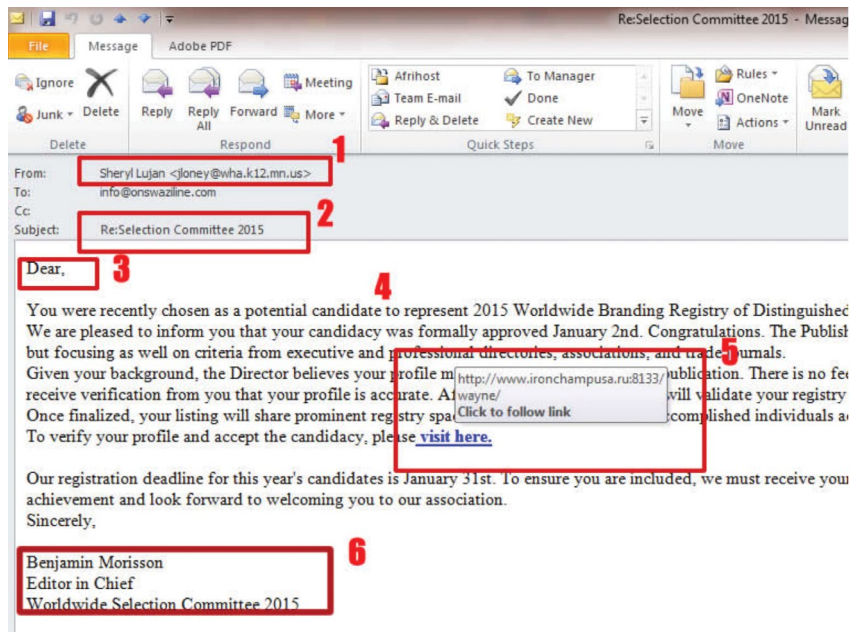 Re:Selection Committee 2015 - Messag
File Message Adobe PDF
Ignore
Junk
Delete
Reply
Reply All
Forward
Meeting
More
Afrihost
Team E-mail
Reply & Delete
To Manager
Done
Create New
Move
Rules
OneNote
Actions
Mark Unread
Delete Respond Quick Steps Move
1
From: Sheryl Lujan <jloney@wha.k12.mn.us>
To: info@onswaziline.com
Cc:
2
Subject: Re:Selection Committee 2015
Dear,
3
4
You were recently chosen as a potential candidate to represent 2015 Worldwide Branding Registry of Distinguished
We are pleased to inform you that your candidacy was formally approved January 2nd. Congratulations. The Publish
but focusing as well on criteria from executive and professional directories, associations, and trade journals.
5
Given your background, the Director believes your profile m publication. There is no fee
http://www.ironchampusa.ru:8133/
wayne/
Click to follow link
receive verification from you that your profile is accurate. A will validate your registry
Once finalized, your listing will share prominent registry spa accomplished individuals a
To verify your profile and accept the candidacy, please visit here.
Our registration deadline for this year's candidates is January 31st. To ensure you are included, we must receive your
achievement and look forward to welcoming you to our association.
Sincerely,
6
Benjamin Morisson
Editor in Chief
Worldwide Selection Committee 2015